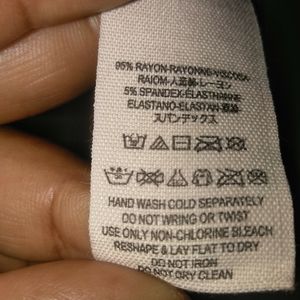 95% RAYON-RAYONNE-VISCOSA
RAIOM-人造絲-レーヨン
5% SPANDEX-ELASTHANNE
ELASTANO-ELASTAN-
スパンデックス
HAND WASH COLD SEPARATELY
DO NOT WRING OR TWIST
USE ONLY NON-CHLORINE BLEACH
RESHAPE & LAY FLAT TO DRY
DO NOT IRON
DO NOT DRY CLEAN